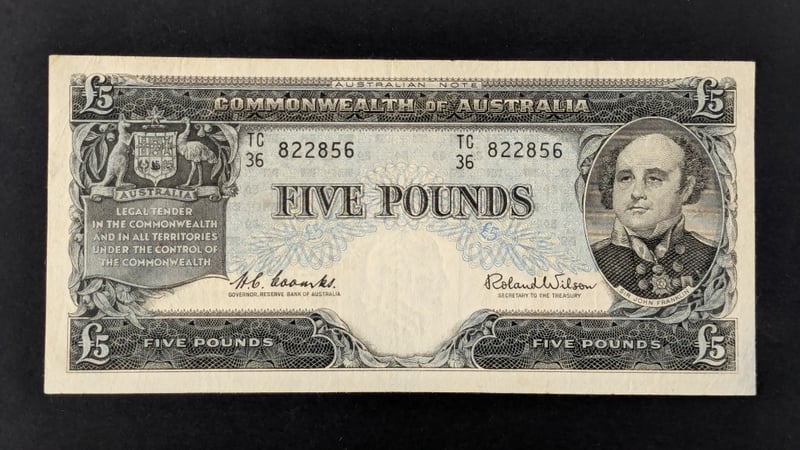 AUSTRALIAN NOTE
£5 COMMONWEALTH OF AUSTRALIA £5
TC 36 822856
TC 36 822856
FIVE POUNDS
£5 £5
AUSTRALIA
LEGAL TENDER
IN THE COMMONWEALTH
AND IN ALL TERRITORIES
UNDER THE CONTROL OF
THE COMMONWEALTH
H.C. Coombs.
GOVERNOR, RESERVE BANK OF AUSTRALIA
Roland Wilson
SECRETARY TO THE TREASURY
SIR JOHN FRANKLIN
£5 FIVE POUNDS
FIVE POUNDS £5